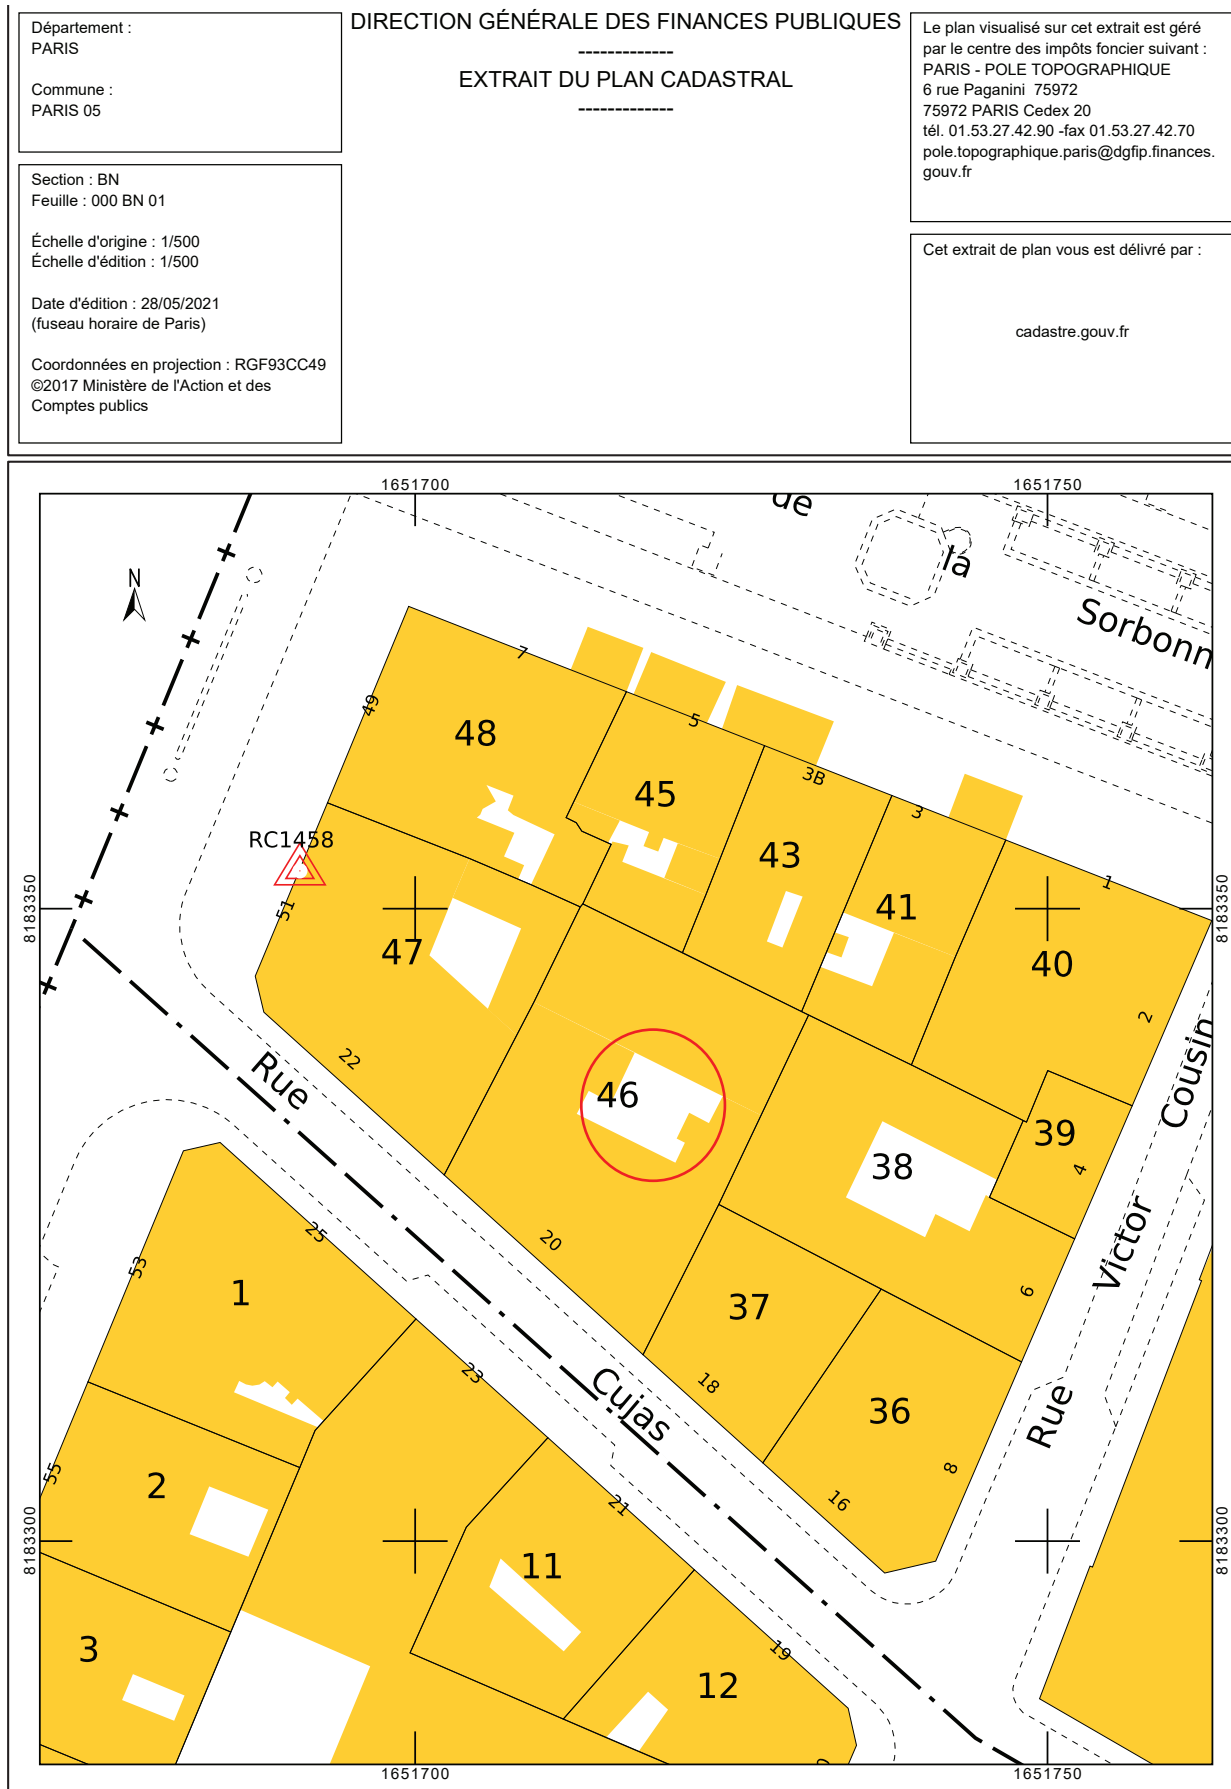 Département :
PARIS
Commune :
PARIS 05
Section : BN
Feuille : 000 BN 01
Échelle d'origine : 1/500
Échelle d'édition : 1/500
Date d'édition : 28/05/2021
(fuseau horaire de Paris)
Coordonnées en projection : RGF93CC49
©2017 Ministère de l'Action et des
Comptes publics
DIRECTION GÉNÉRALE DES FINANCES PUBLIQUES
-------------
EXTRAIT DU PLAN CADASTRAL
-------------
Le plan visualisé sur cet extrait est géré
par le centre des impôts foncier suivant :
PARIS - POLE TOPOGRAPHIQUE
6 rue Paganini 75972
75972 PARIS Cedex 20
tél. 01.53.27.42.90 -fax 01.53.27.42.70
pole.topographique.paris@dgfip.finances.
gouv.fr
Cet extrait de plan vous est délivré par :
cadastre.gouv.fr
1651700
1651750
de
la
Sorbonn
N
7
49
48
5
45
3B
3
43
RC1458
1
41
51
8183350
8183350
47
40
2
Cousin
22
Rue
46
39
4
38
20
Victor
25
53
6
1
37
23
18
Cujas
36
Rue
55
2
8
16
21
8183300
8183300
11
3
19
12
1651700
1651750